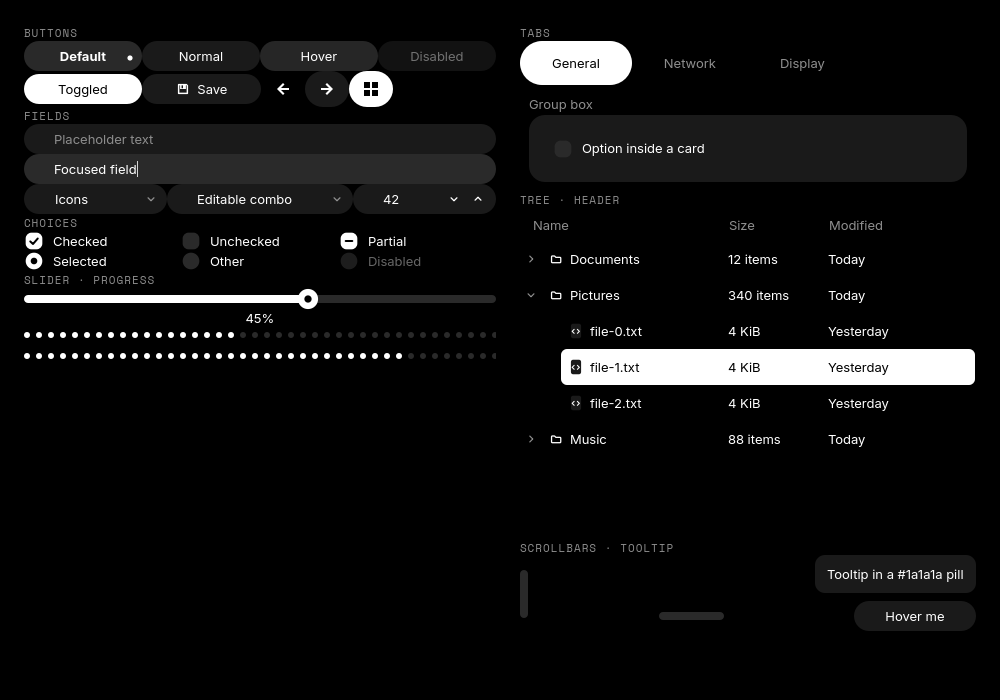 BUTTONS
Default
Normal
Hover
Disabled
Toggled
Save
FIELDS
Placeholder text
Focused field
Icons
Editable combo
42
CHOICES
Checked
Unchecked
Partial
Selected
Other
Disabled
SLIDER · PROGRESS
45%
TABS
General
Network
Display
Group box
Option inside a card
TREE · HEADER
Name Size Modified
Documents 12 items Today
Pictures 340 items Today
file-0.txt 4 KiB Yesterday
file-1.txt 4 KiB Yesterday
file-2.txt 4 KiB Yesterday
Music 88 items Today
SCROLLBARS · TOOLTIP
Tooltip in a #1a1a1a pill
Hover me